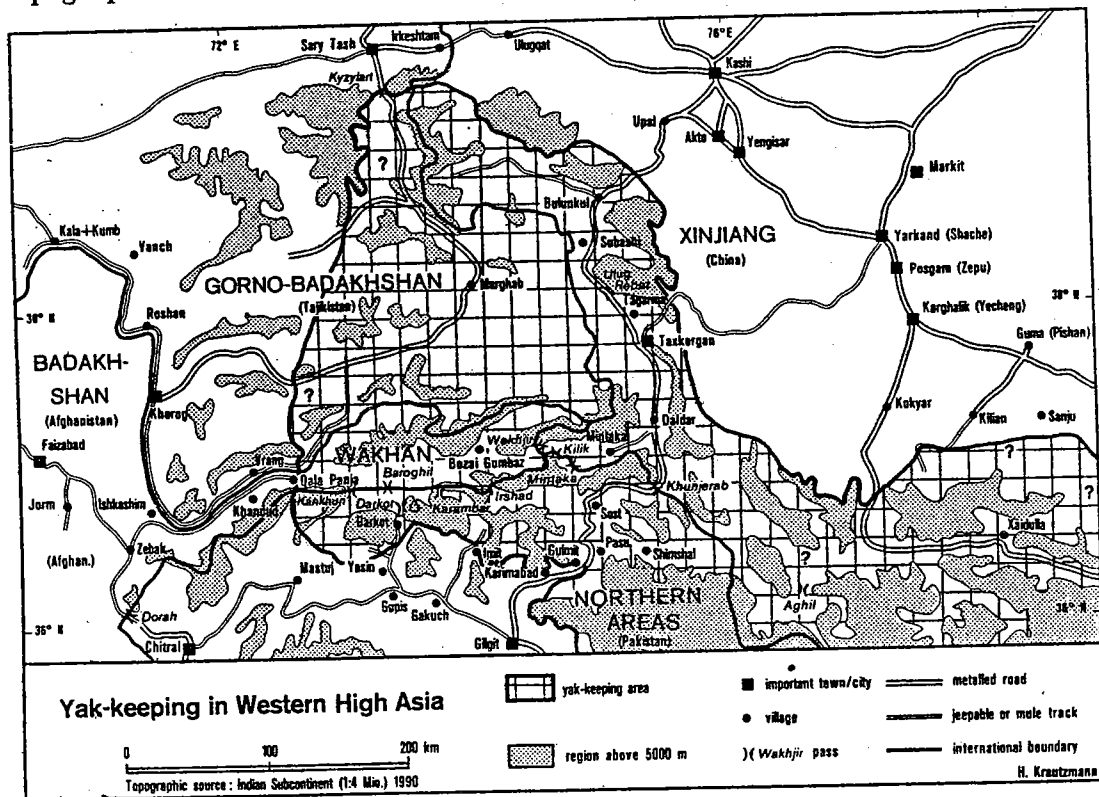 72° E
76° E
Sary Tash
Irkeshtam
Ulugqat
Kashi
Kyzylart
Upal
Akto
Yengisar
Markit
?
Bulunkul
Kala-i-Kumb
Vanch
Subashi
XINJIANG
(China)
Yarkand (Shache)
Posgam (Zepu)
GORNO-BADAKHSHAN
(Tajikistan)
Murghab
Ulug
Rabat
Tagarma
38° N
38° N
Roshan
Karghalik (Yecheng)
Guma (Pishan)
Taxkorgan
BADAKH-
SHAN
(Afghanistan)
?
Khorog
Kokyar
Kilian
Sanju
Faizabad
Daldar
WAKHAN
Wakhjir
Kilik
Mintaka
Bozai Gumbaz
Baroghil
Vrang
Qala Panja
?
Mintaka
Khunjerab
Irshad
?
Jorm
Ishkashim
Khandud
Kankhun
Darkot
Darkot
Karambar
Sost
Xaidulla
Zebak
(Afghan.)
Imit
Gulmit
Pasu
Shimshal
?
Mastuj
Yasin
Karimabad
NORTHERN
AREAS
(Pakistan)
Gupis
Gakuch
Aghil
Dorah
36° N
36° N
Chitral
Gilgit
Yak-keeping in Western High Asia
yak-keeping area
important town/city
metalled road
village
jeepable or mule track
0
100
200 km
region above 5000 m
)( Wakhjir pass
international boundary
Topographic source : Indian Subcontinent (1:4 Mio.) 1990
H. Kreutzmann